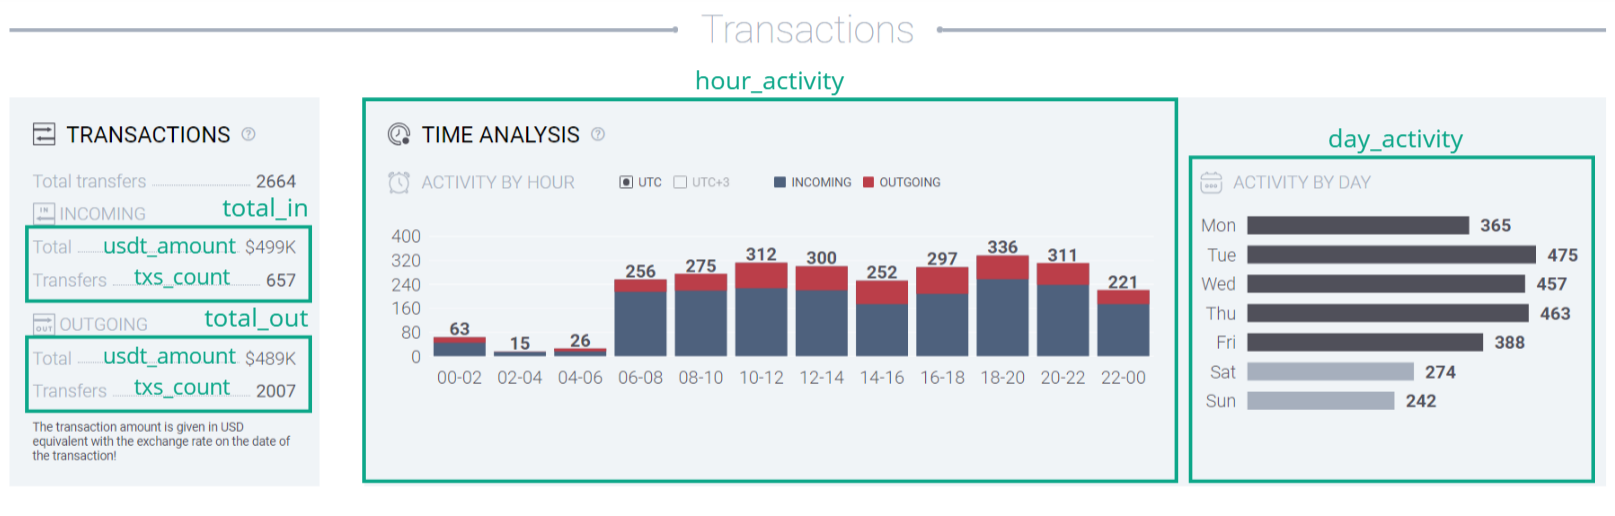 Transactions
hour_activity
TRANSACTIONS
Total transfers 2664
INCOMING total_in
Total usdt_amount $499K
Transfers txs_count 657
OUTGOING total_out
Total usdt_amount $489K
Transfers txs_count 2007
The transaction amount is given in USD
equivalent with the exchange rate on the date of
the transaction!
TIME ANALYSIS
ACTIVITY BY HOUR UTC UTC+3 INCOMING OUTGOING
400
320
240
160
80
0
63 15 26 256 275 312 300 252 297 336 311 221
00-02 02-04 04-06 06-08 08-10 10-12 12-14 14-16 16-18 18-20 20-22 22-00
day_activity
ACTIVITY BY DAY
Mon 365
Tue 475
Wed 457
Thu 463
Fri 388
Sat 274
Sun 242